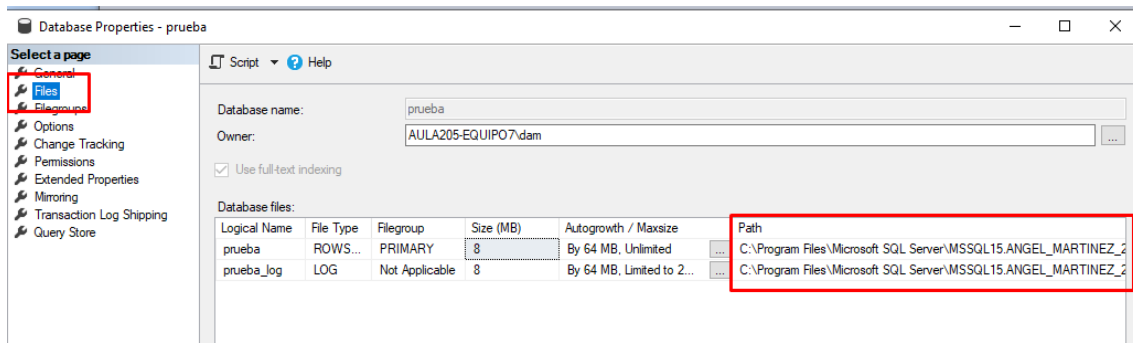 Database Properties - prueba
Select a page
General
Files
Filegroups
Options
Change Tracking
Permissions
Extended Properties
Mirroring
Transaction Log Shipping
Query Store
Script
Help
Database name: prueba
Owner: AULA205-EQUIPO7\dam ...
Use full-text indexing
Database files:
Logical Name File Type Filegroup Size (MB) Autogrowth / Maxsize Path
prueba ROWS... PRIMARY 8 By 64 MB, Unlimited ... C:\Program Files\Microsoft SQL Server\MSSQL15.ANGEL_MARTINEZ_2
prueba_log LOG Not Applicable 8 By 64 MB, Limited to 2... ... C:\Program Files\Microsoft SQL Server\MSSQL15.ANGEL_MARTINEZ_2